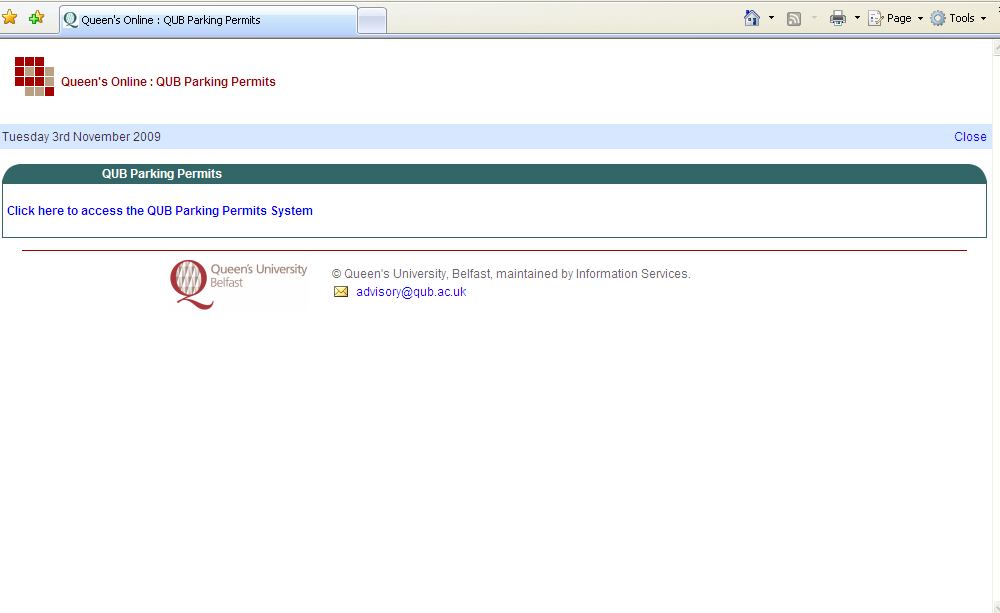 Queen's Online : QUB Parking Permits
Page
Tools
Queen's Online : QUB Parking Permits
Tuesday 3rd November 2009
Close
QUB Parking Permits
Click here to access the QUB Parking Permits System
Queen's University
Belfast
© Queen's University, Belfast, maintained by Information Services.
advisory@qub.ac.uk